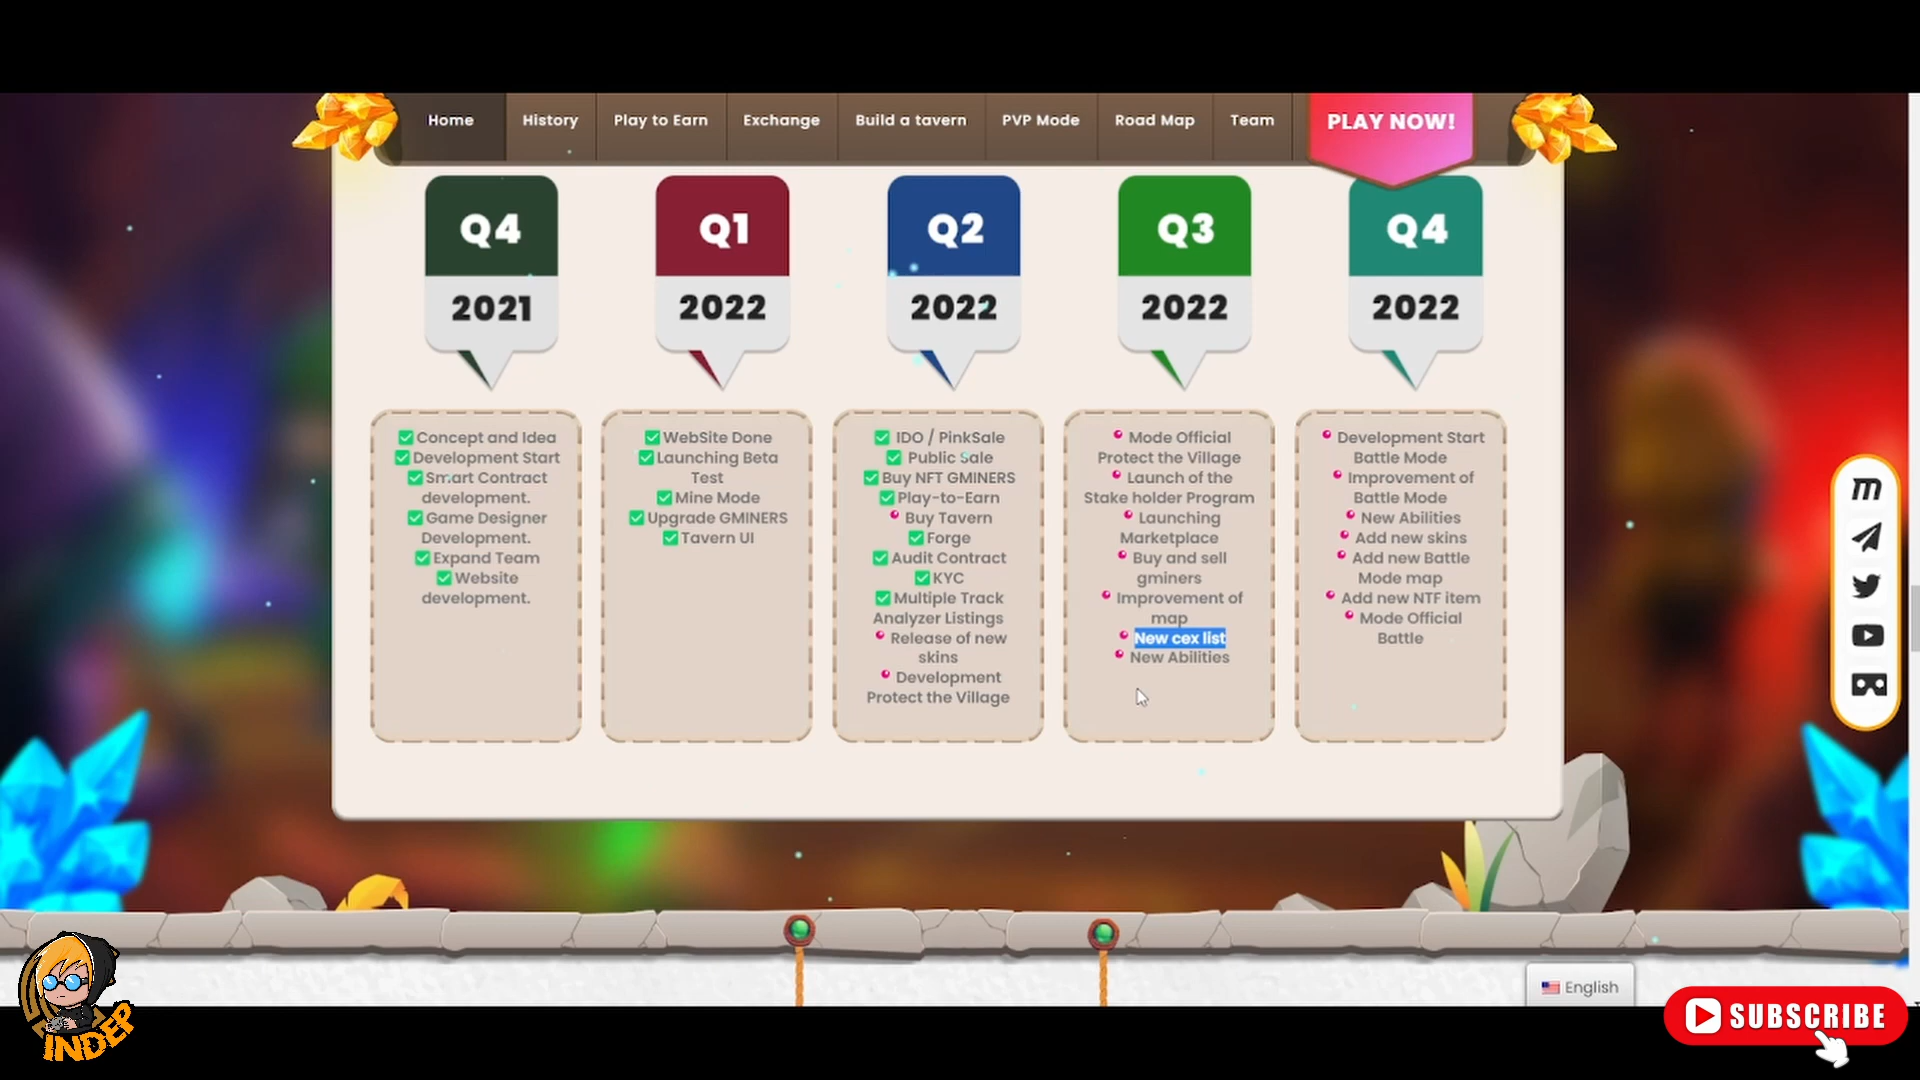 Home
History
Play to Earn
Exchange
Build a tavern
PVP Mode
Road Map
Team
PLAY NOW!
Q4
2021
Concept and Idea
Development Start
Smart Contract
development.
Game Designer
Development.
Expand Team
Website
development.
Q1
2022
WebSite Done
Launching Beta
Test
Mine Mode
Upgrade GMINERS
Tavern UI
Q2
2022
IDO / PinkSale
Public Sale
Buy NFT GMINERS
Play-to-Earn
Buy Tavern
Forge
Audit Contract
KYC
Multiple Track
Analyzer Listings
Release of new
skins
Development
Protect the Village
Q3
2022
Mode Official
Protect the Village
Launch of the
Stake holder Program
Launching
Marketplace
Buy and sell
gminers
Improvement of
map
New cex list
New Abilities
Q4
2022
Development Start
Battle Mode
Improvement of
Battle Mode
New Abilities
Add new skins
Add new Battle
Mode map
Add new NTF item
Mode Official
Battle
m
English
INDEP
SUBSCRIBE